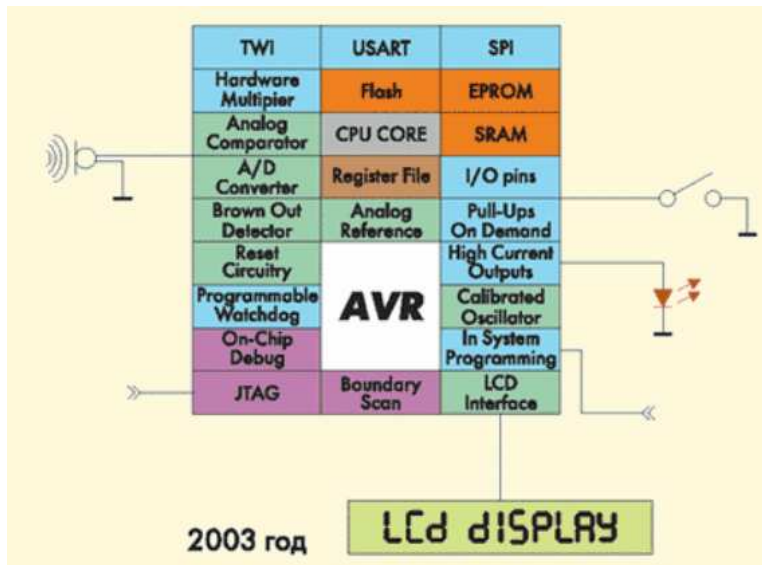 TWI USART SPI
Hardware
Multipier Flash EPROM
Analog
Comparator CPU CORE SRAM
A/D
Converter Register File I/O pins
Brown Out Analog Pull-Ups
Detector Reference On Demand
Reset High Current
Circuitry Outputs
AVR
Programmable Calibrated
Watchdog Oscillator
On-Chip In System
Debug Programming
JTAG
Boundary LCD
Scan Interface
LCd dISPLAY
2003 год